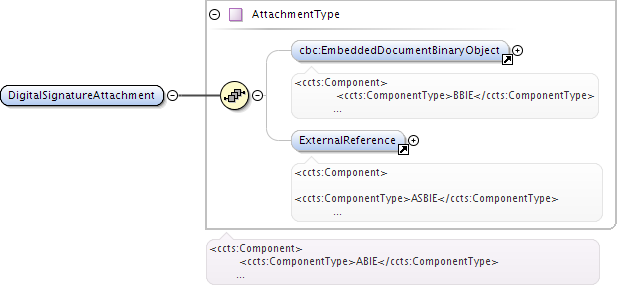 AttachmentType
cbc:EmbeddedDocumentBinaryObject
<ccts:Component>
<ccts:ComponentType>BBIE</ccts:ComponentType>
...
DigitalSignatureAttachment
ExternalReference
<ccts:Component>
<ccts:ComponentType>ASBIE</ccts:ComponentType>
...
<ccts:Component>
<ccts:ComponentType>ABIE</ccts:ComponentType>
...